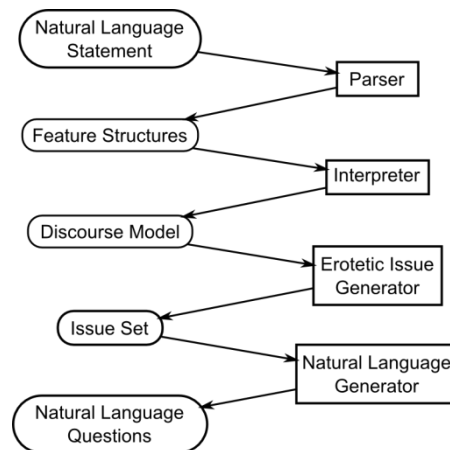 Natural Language
Statement
Parser
Feature Structures
Interpreter
Discourse Model
Erotetic Issue
Generator
Issue Set
Natural Language
Generator
Natural Language
Questions